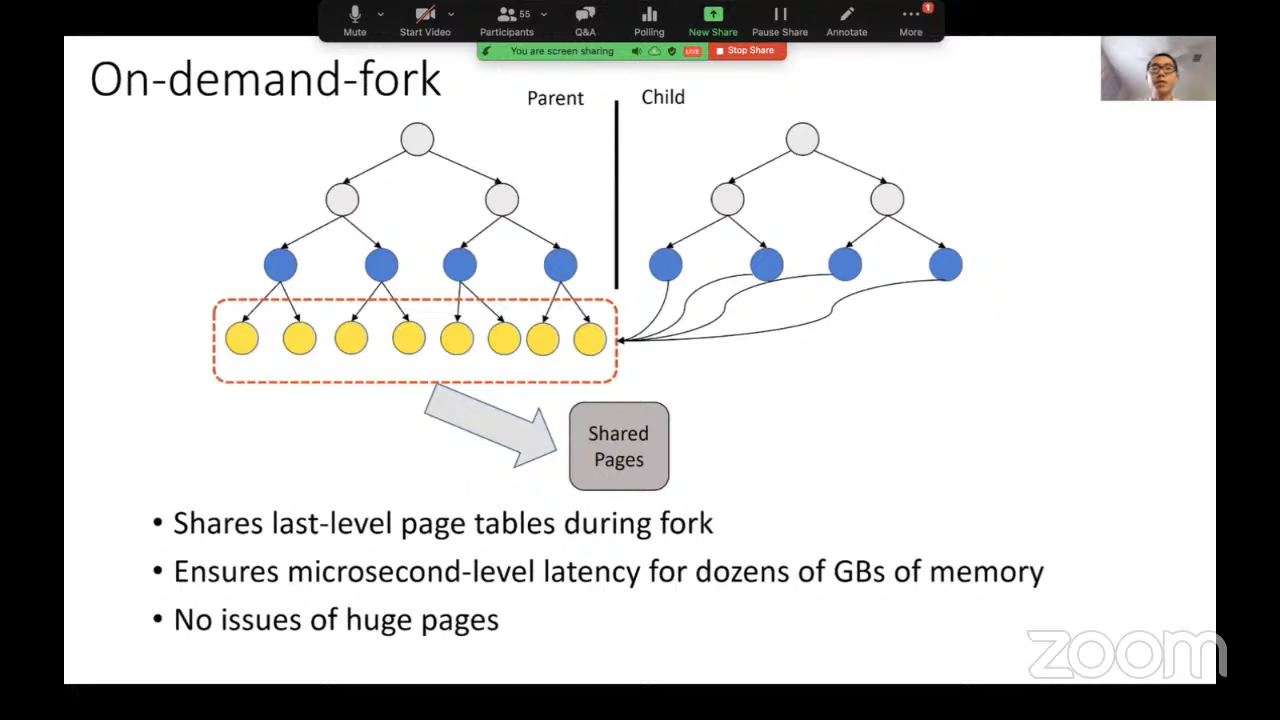 Mute
Start Video
55
Participants
Q&A
Polling
New Share
Pause Share
Annotate
1
More
You are screen sharing
LIVE
Stop Share
On-demand-fork
Parent
Child
Shared
Pages
• Shares last-level page tables during fork
• Ensures microsecond-level latency for dozens of GBs of memory
• No issues of huge pages
zoom